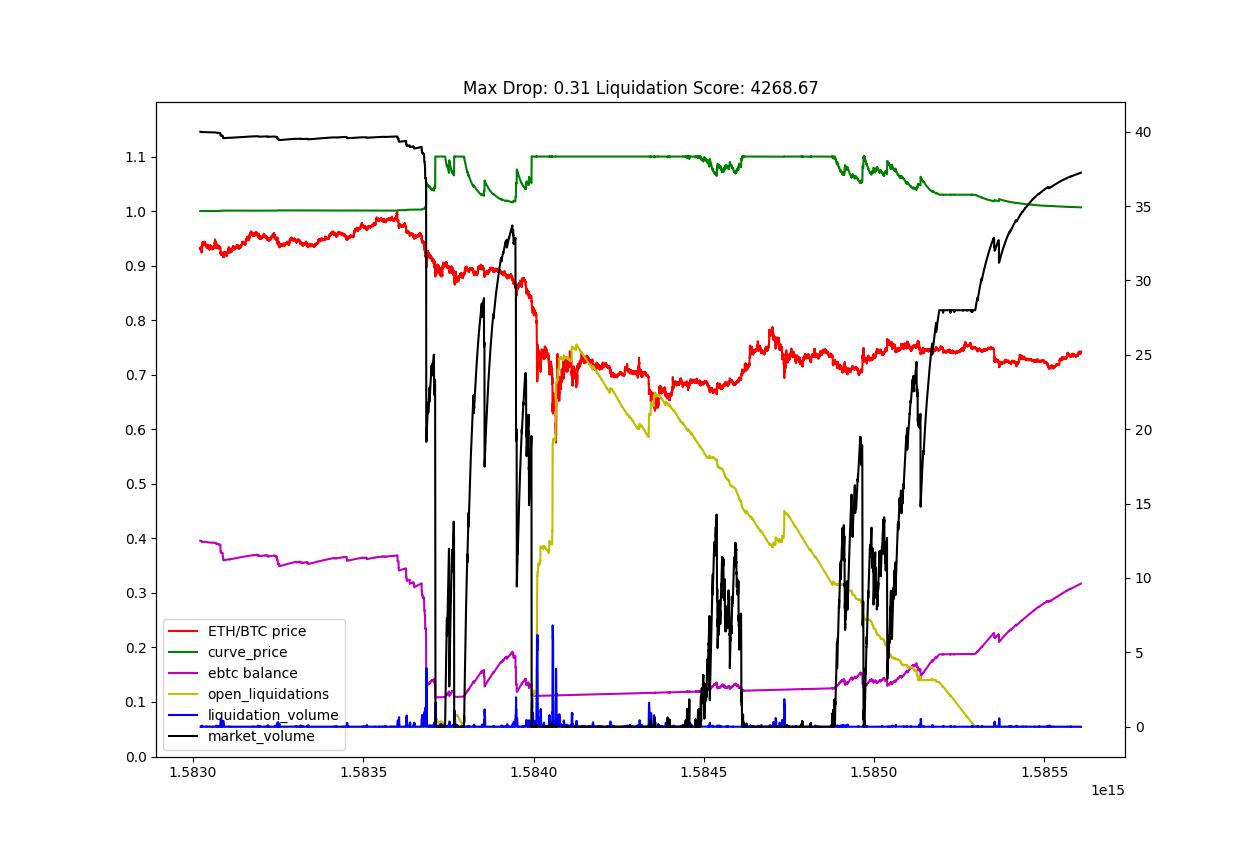 Max Drop: 0.31 Liquidation Score: 4268.67
1.1
1.0
0.9
0.8
0.7
0.6
0.5
0.4
0.3
0.2
0.1
0.0
40
35
30
25
20
15
10
5
0
ETH/BTC price
curve_price
ebtc balance
open_liquidations
liquidation_volume
market_volume
1.5830 1.5835 1.5840 1.5845 1.5850 1.5855
1e15